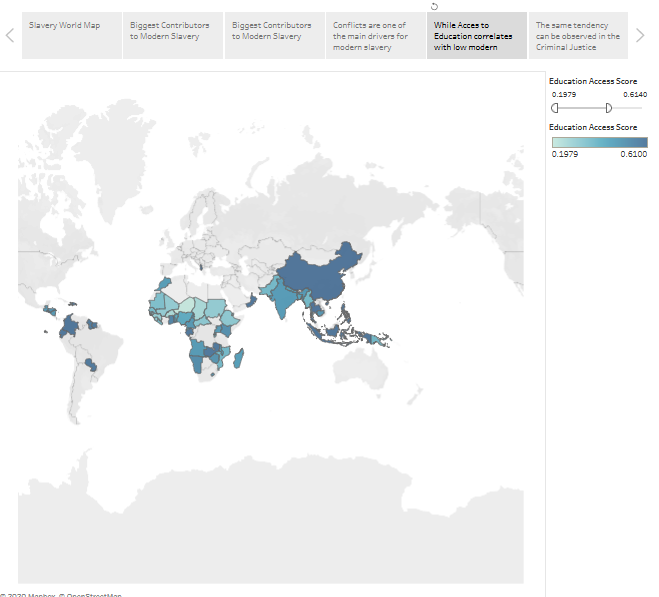 Slavery World Map
Biggest Contributors
to Modern Slavery
Biggest Contributors
to Modern Slavery
Conflicts are one of
the main drivers for
modern slavery
While Acces to
Education correlates
with low modern
The same tendency
can be observed in the
Criminal Justice
Education Access Score
0.1979 0.6140
Education Access Score
0.1979 0.6100
© 2020 Mapbox © OpenStreetMap